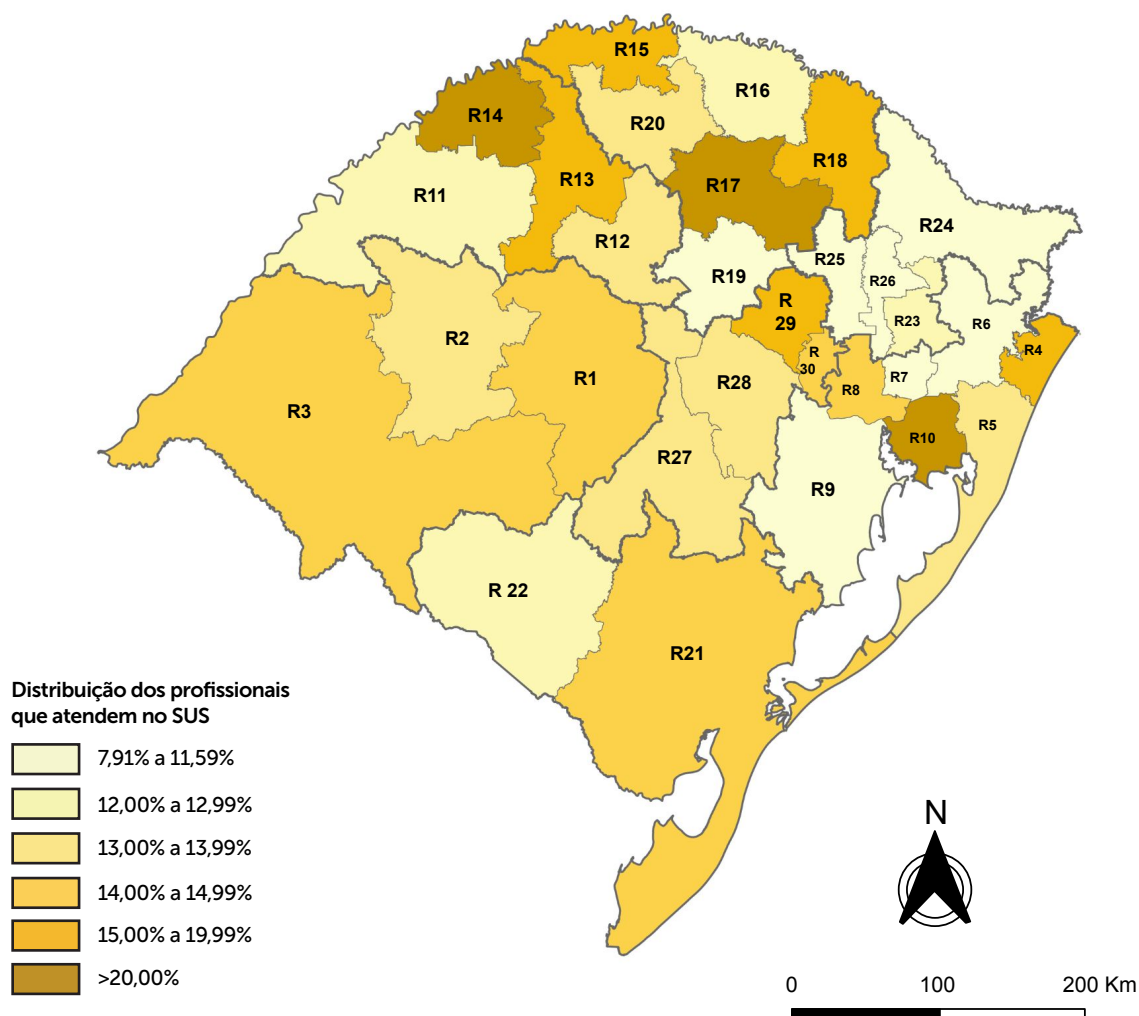 R15
R16
R14
R20
R18
R13
R17
R11
R24
R12
R25
R19
R26
R
29
R23
R6
R2
R4
R
30
R1
R28
R7
R8
R3
R5
R10
R27
R9
R 22
R21
Distribuição dos profissionais
que atendem no SUS
7,91% a 11,59%
12,00% a 12,99%
13,00% a 13,99%
14,00% a 14,99%
15,00% a 19,99%
>20,00%
N
0 100 200 Km